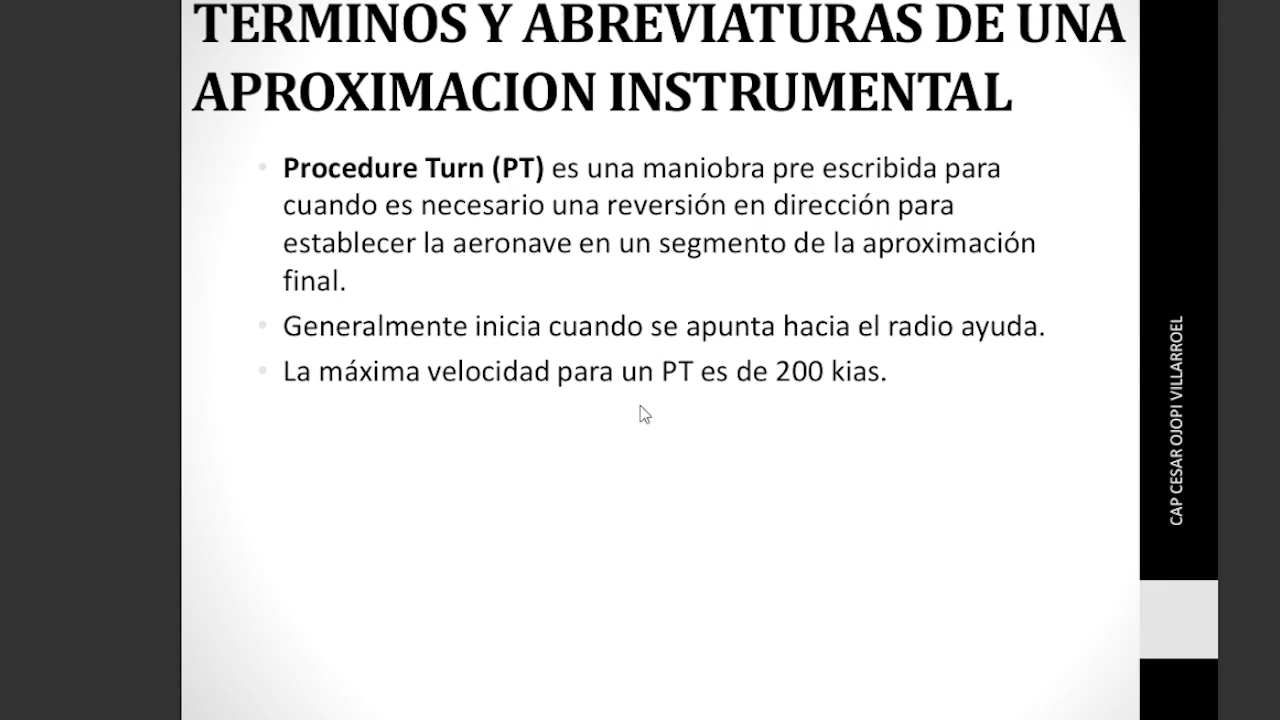 TERMINOS Y ABREVIATURAS DE UNA
APROXIMACION INSTRUMENTAL
• Procedure Turn (PT) es una maniobra pre escribida para
cuando es necesario una reversión en dirección para
establecer la aeronave en un segmento de la aproximación
final.
• Generalmente inicia cuando se apunta hacia el radio ayuda.
• La máxima velocidad para un PT es de 200 kias.
CAP CESAR OJOPI VILLARROEL